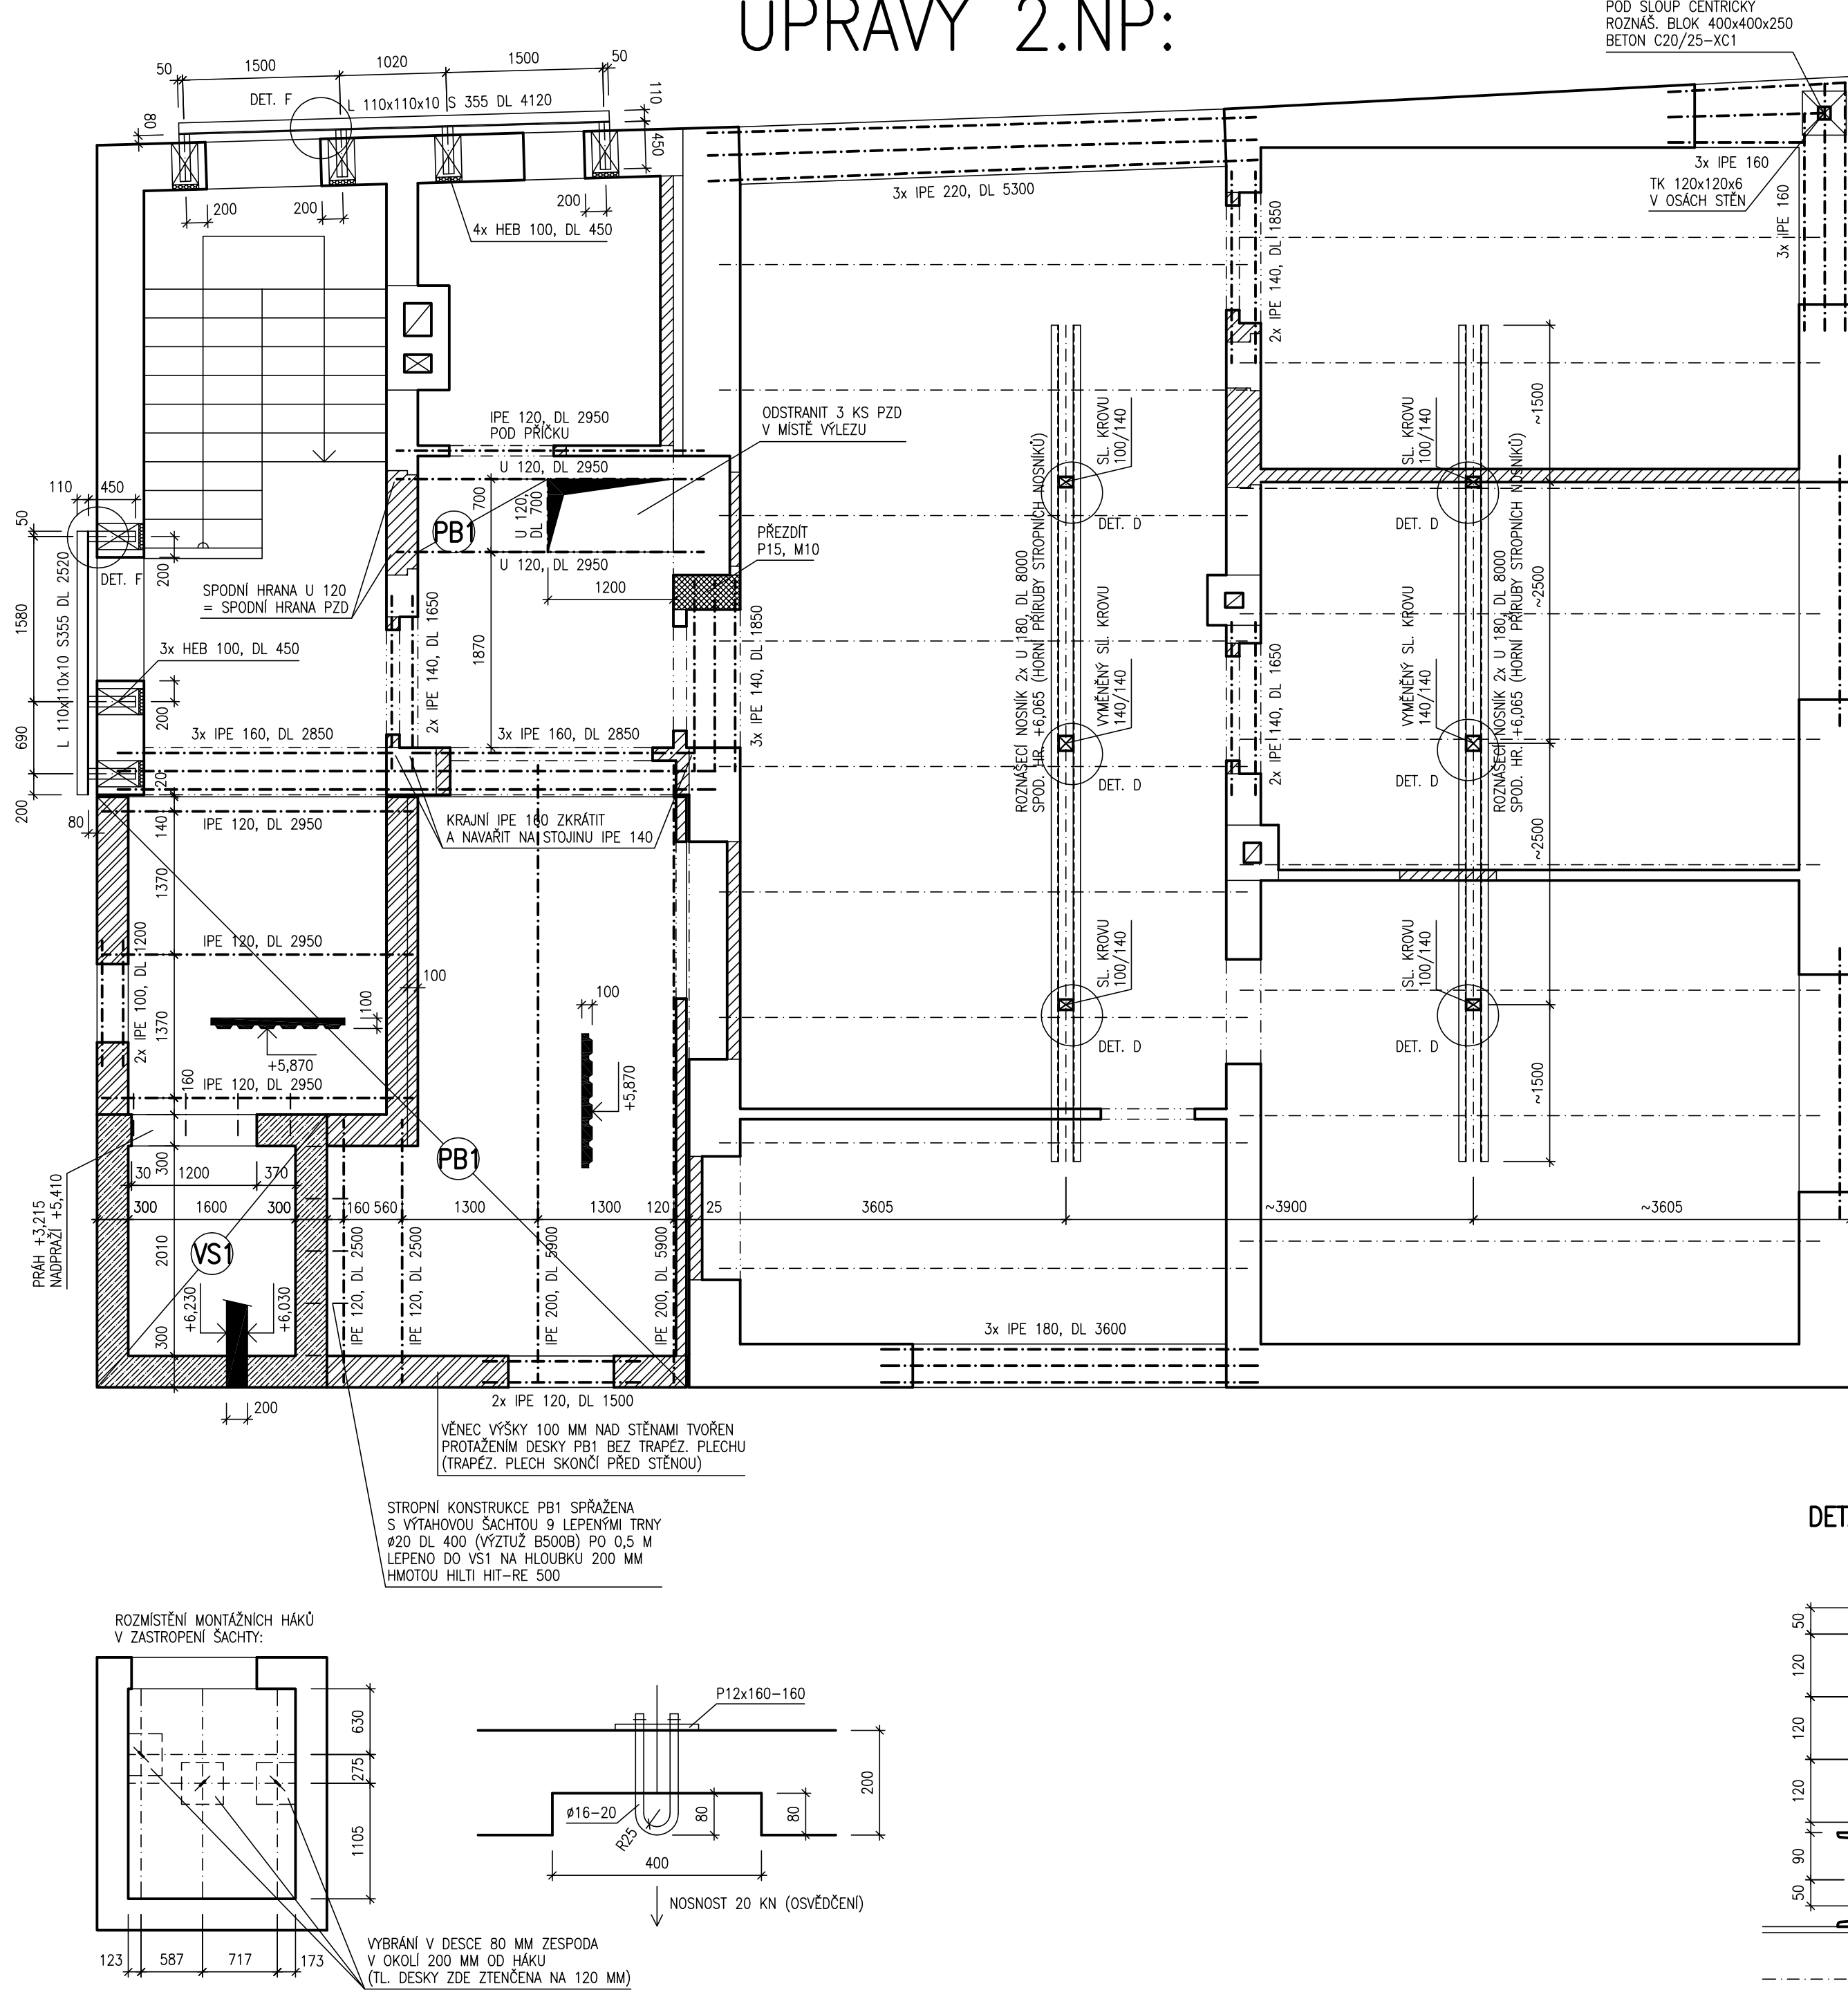 ÚPRAVY 2.NP:
POD SLOUP CENTRICKY
ROZNÁŠ. BLOK 400x400x250
BETON C20/25-XC1
50
1500
1020
1500
50
DET. F
L 110x110x10 S 355 DL 4120
110
80
450
200
200
200
4x HEB 100, DL 450
3x IPE 220, DL 5300
3x IPE 160
TK 120x120x6
V OSÁCH STĚN
3x IPE 160
2x IPE 140, DL 1850
IPE 120, DL 2950
POD PŘÍČKU
ODSTRANIT 3 KS PZD
V MÍSTĚ VÝLEZU
U 120, DL 2950
700
U 120,
DL 700
PB1
U 120, DL 2950
1200
PŘEZDÍT
P15, M10
110
450
50
DET. F
200
1580
L 110x110x10 S355 DL 2520
SPODNÍ HRANA U 120
= SPODNÍ HRANA PZD
3x HEB 100, DL 450
2x IPE 140, DL 1650
1870
3x IPE 140, DL 1850
200
690
3x IPE 160, DL 2850
3x IPE 160, DL 2850
20
200
80
140
IPE 120, DL 2950
KRAJNÍ IPE 160 ZKRÁTIT
A NAVAŘIT NA STOJINU IPE 140
1370
SL. KROVU
100/140
DET. D
ROZNÁŠECÍ NOSNÍK 2x U 180, DL 8000
SPOD. HR. +6,065 (HORNÍ PŘÍRUBY STROPNÍCH NOSNÍKŮ)
VYMĚNĚNÝ SL. KROVU
140/140
DET. D
SL. KROVU
100/140
DET. D
2x IPE 140, DL 1650
SL. KROVU
100/140
DET. D
ROZNÁŠECÍ NOSNÍK 2x U 180, DL 8000
SPOD. HR. +6,065 (HORNÍ PŘÍRUBY STROPNÍCH NOSNÍKŮ)
VYMĚNĚNÝ SL. KROVU
140/140
DET. D
SL. KROVU
100/140
DET. D
~1500
~2500
~2500
~1500
2x IPE 100, DL 1200
IPE 120, DL 2950
100
1370
100
+5,870
100
+5,870
160
IPE 120, DL 2950
PB1
300
30
1200
370
PRÁH +3,215
NADPRAŽÍ +5,410
300
1600
300
160
560
1300
1300
120
25
3605
~3900
~3605
VS1
2010
+6,230
+6,030
300
IPE 120, DL 2500
IPE 120, DL 2500
IPE 200, DL 5900
IPE 200, DL 5900
3x IPE 180, DL 3600
200
2x IPE 120, DL 1500
VĚNEC VÝŠKY 100 MM NAD STĚNAMI TVOŘEN
PROTAŽENÍM DESKY PB1 BEZ TRAPÉZ. PLECHU
(TRAPÉZ. PLECH SKONČÍ PŘED STĚNOU)
STROPNÍ KONSTRUKCE PB1 SPŘAŽENA
S VÝTAHOVOU ŠACHTOU 9 LEPENÝMI TRNY
ø20 DL 400 (VÝZTUŽ B500B) PO 0,5 M
LEPENO DO VS1 NA HLOUBKU 200 MM
HMOTOU HILTI HIT-RE 500
DET.
ROZMÍSTĚNÍ MONTÁŽNÍCH HÁKŮ
V ZASTROPENÍ ŠACHTY:
630
275
1105
123
587
717
173
VYBRÁNÍ V DESCE 80 MM ZESPODA
V OKOLÍ 200 MM OD HÁKU
(TL. DESKY ZDE ZTENČENA NA 120 MM)
P12x160-160
ø16-20
R25
80
80
200
400
NOSNOST 20 KN (OSVĚDČENÍ)
50
120
120
120
90
50